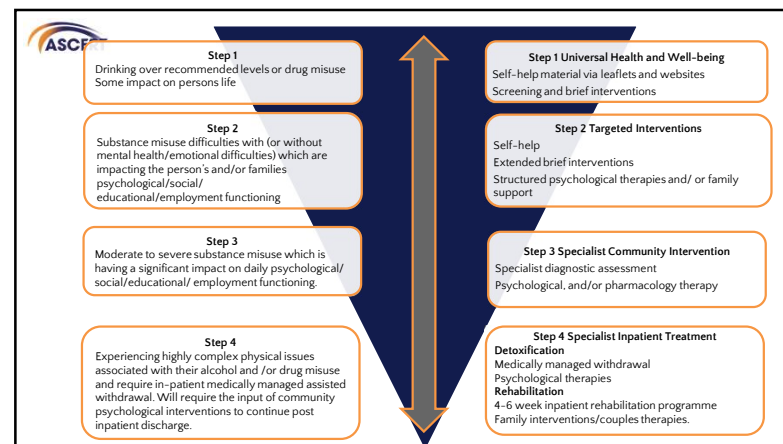 ASCERT
Step 1
Drinking over recommended levels or drug misuse
Some impact on persons life
Step 1 Universal Health and Well-being
Self-help material via leaflets and websites
Screening and brief interventions
Step 2
Substance misuse difficulties with (or without
mental health/emotional difficulties) which are
impacting the person's and/or families
psychological/social/
educational/employment functioning
Step 2 Targeted Interventions
Self-help
Extended brief interventions
Structured psychological therapies and/ or family
support
Step 3
Moderate to severe substance misuse which is
having a significant impact on daily psychological/
social/educational/ employment functioning.
Step 3 Specialist Community Intervention
Specialist diagnostic assessment
Psychological, and/or pharmacology therapy
Step 4
Experiencing highly complex physical issues
associated with their alcohol and /or drug misuse
and require in-patient medically managed assisted
withdrawal. Will require the input of community
psychological interventions to continue post
inpatient discharge.
Step 4 Specialist Inpatient Treatment
Detoxification
Medically managed withdrawal
Psychological therapies
Rehabilitation
4-6 week inpatient rehabilitation programme
Family interventions/couples therapies.